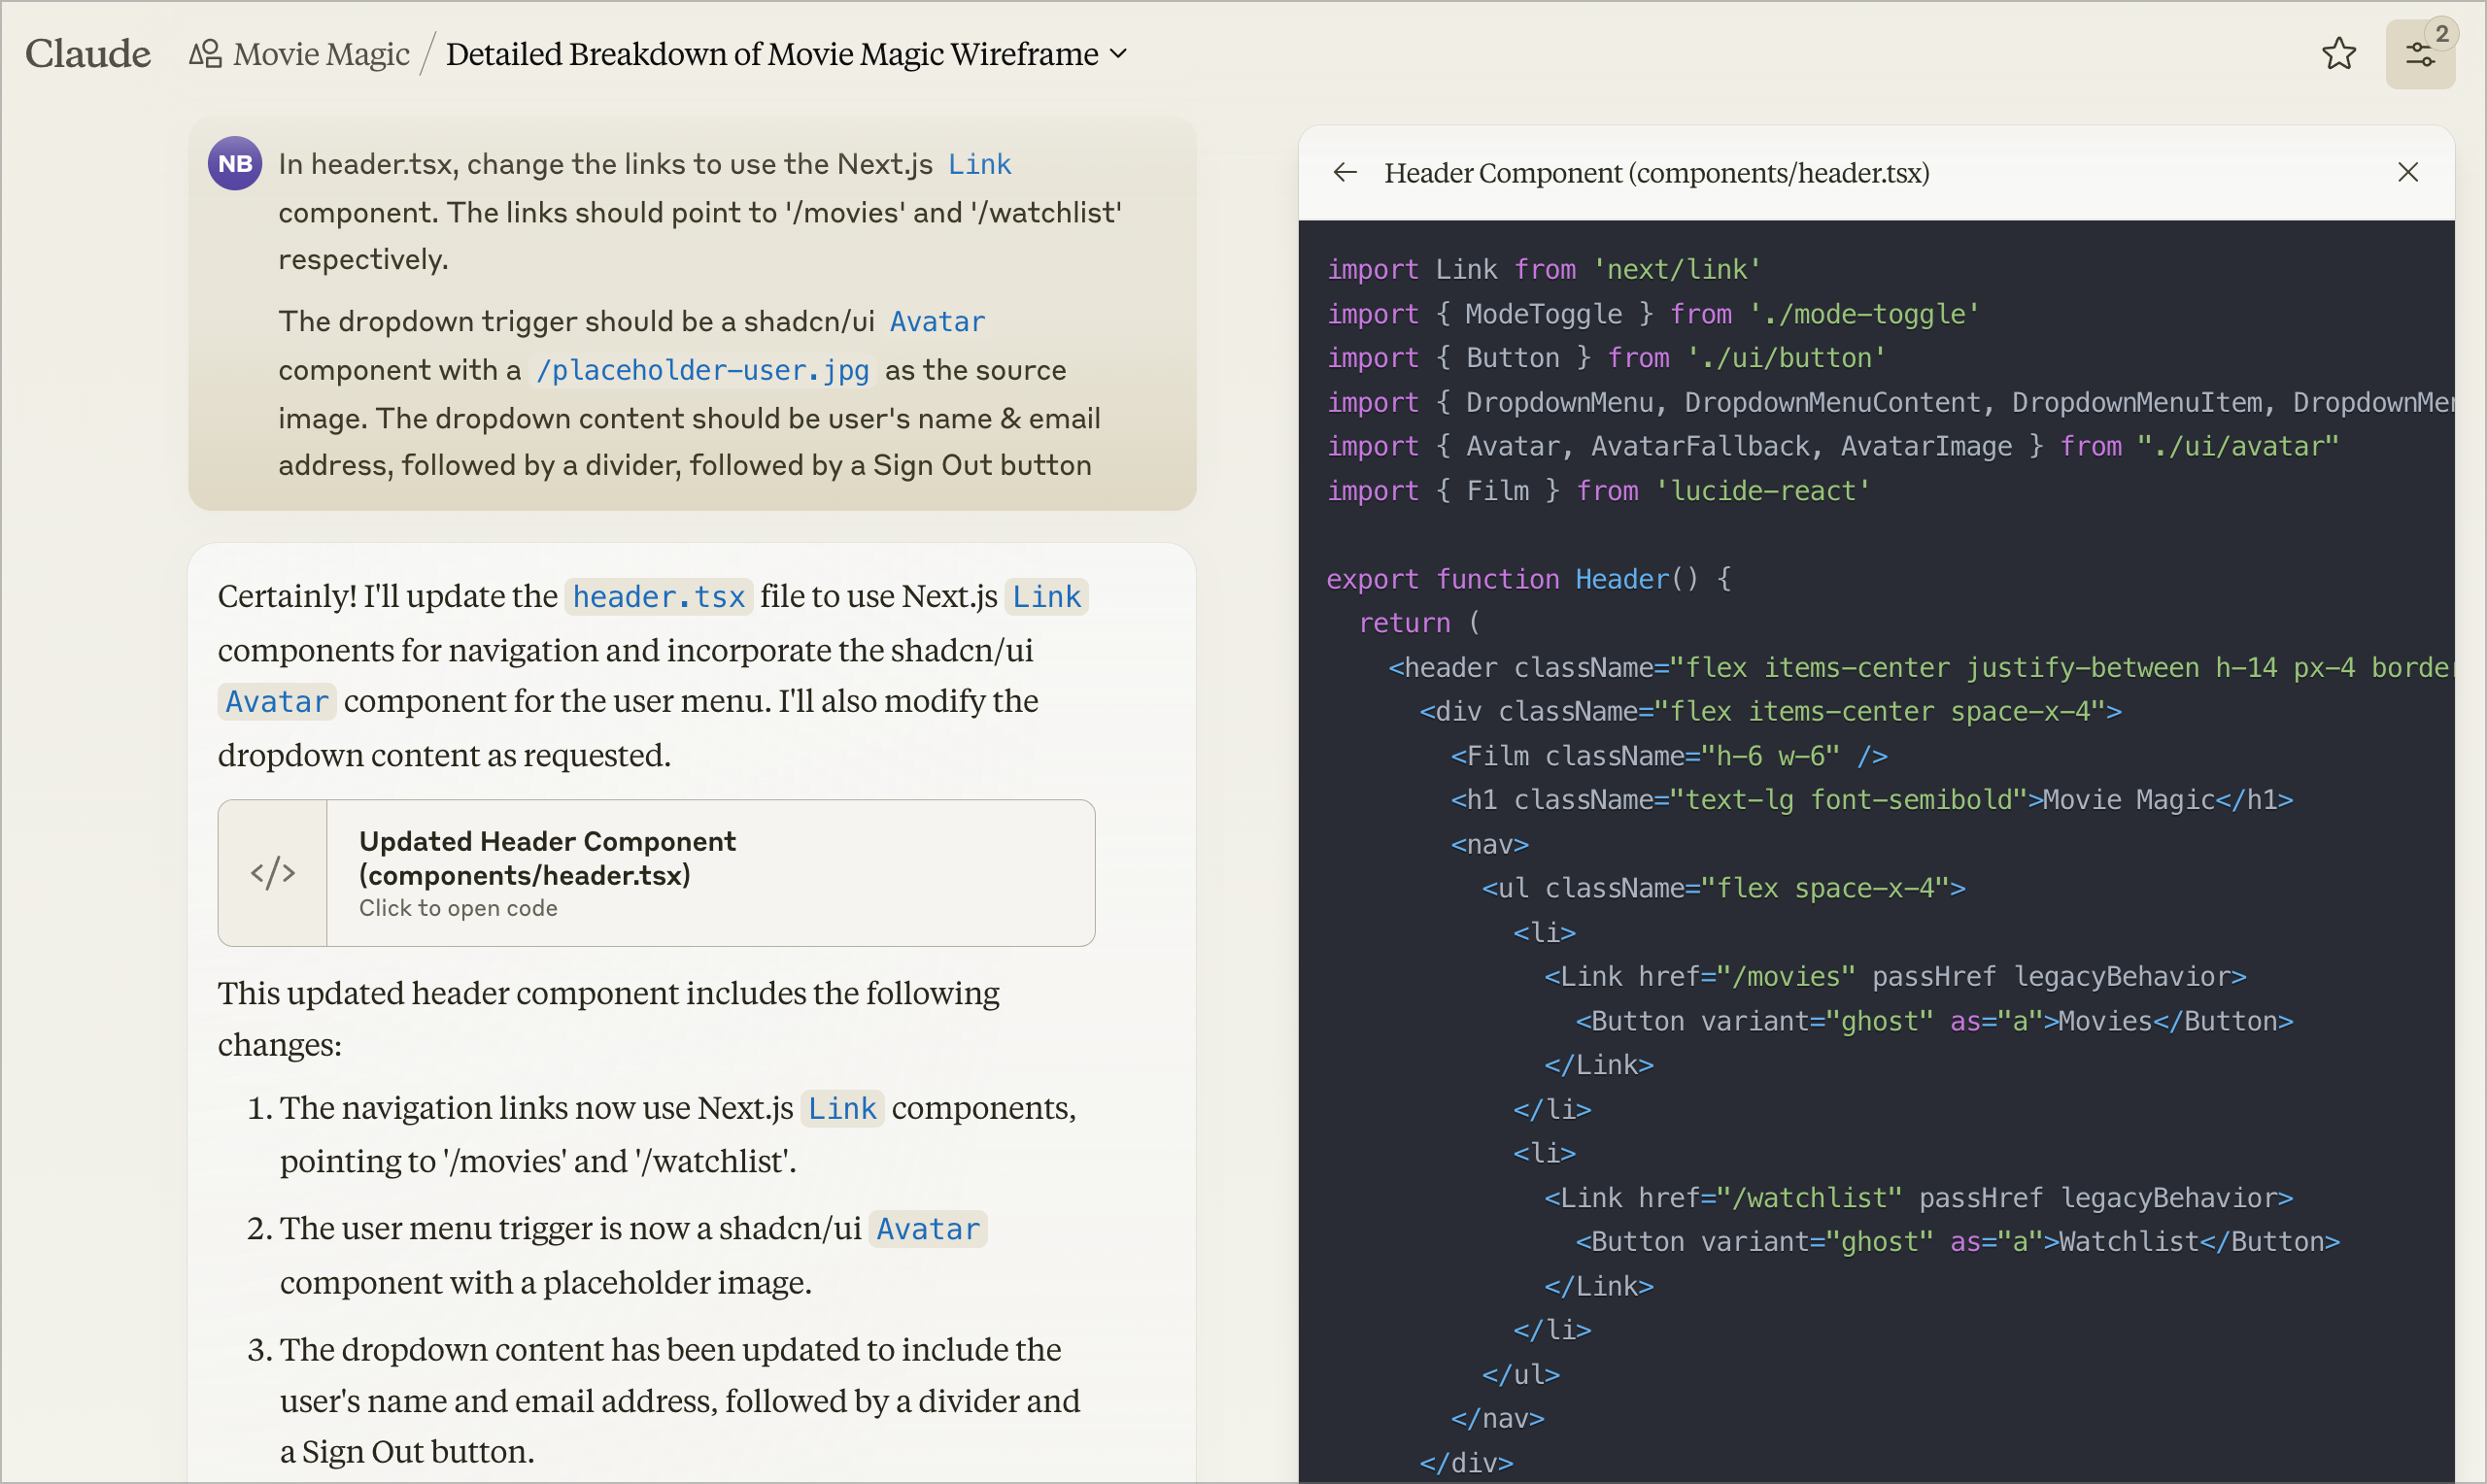 Claude
Movie Magic / Detailed Breakdown of Movie Magic Wireframe
2
NB
In header.tsx, change the links to use the Next.js Link
component. The links should point to '/movies' and '/watchlist'
respectively.
The dropdown trigger should be a shadcn/ui Avatar
component with a /placeholder-user.jpg as the source
image. The dropdown content should be user's name & email
address, followed by a divider, followed by a Sign Out button
Certainly! I'll update the header.tsx file to use Next.js Link
components for navigation and incorporate the shadcn/ui
Avatar component for the user menu. I'll also modify the
dropdown content as requested.
</>
Updated Header Component
(components/header.tsx)
Click to open code
This updated header component includes the following
changes:
1. The navigation links now use Next.js Link components,
pointing to '/movies' and '/watchlist'.
2. The user menu trigger is now a shadcn/ui Avatar
component with a placeholder image.
3. The dropdown content has been updated to include the
user's name and email address, followed by a divider and
a Sign Out button.
Header Component (components/header.tsx)
import Link from 'next/link'
import { ModeToggle } from './mode-toggle'
import { Button } from './ui/button'
import { DropdownMenu, DropdownMenuContent, DropdownMenuItem, DropdownMe
import { Avatar, AvatarFallback, AvatarImage } from "./ui/avatar"
import { Film } from 'lucide-react'
export function Header() {
return (
<header className="flex items-center justify-between h-14 px-4 border
<div className="flex items-center space-x-4">
<Film className="h-6 w-6" />
<h1 className="text-lg font-semibold">Movie Magic</h1>
<nav>
<ul className="flex space-x-4">
<li>
<Link href="/movies" passHref legacyBehavior>
<Button variant="ghost" as="a">Movies</Button>
</Link>
</li>
<li>
<Link href="/watchlist" passHref legacyBehavior>
<Button variant="ghost" as="a">Watchlist</Button>
</Link>
</li>
</ul>
</nav>
</div>